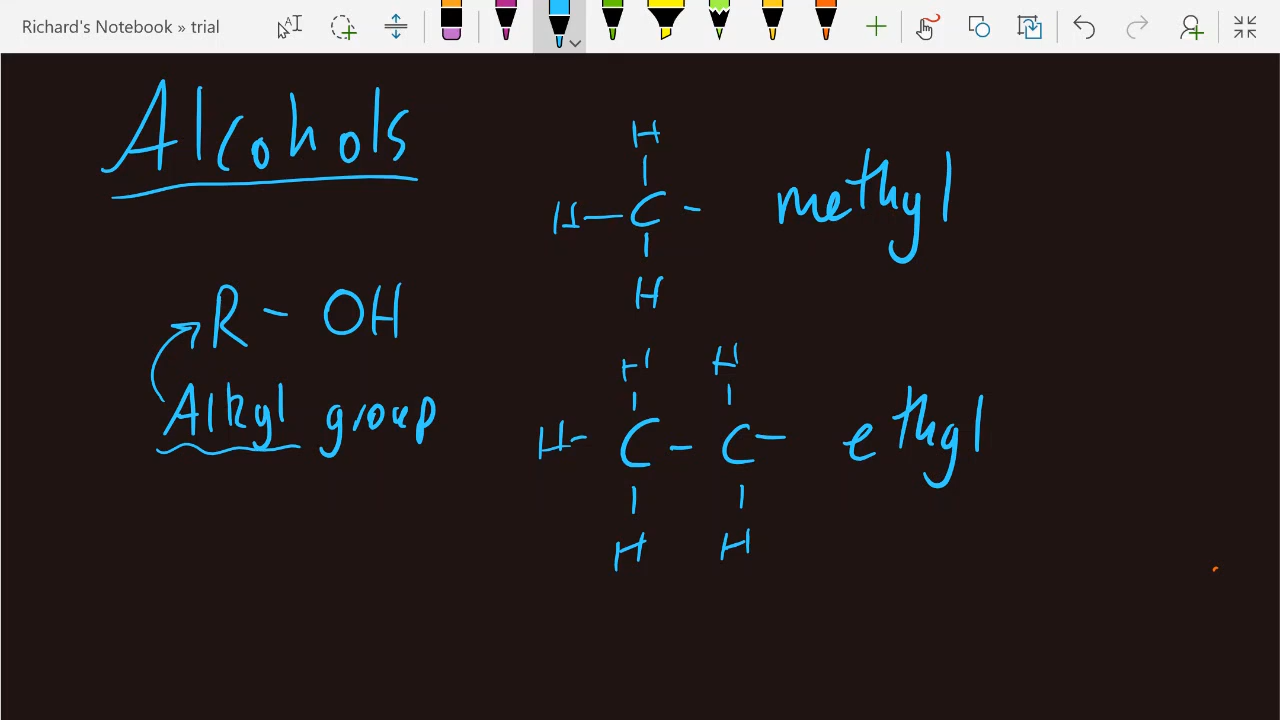 Richard's Notebook » trial
Alcohols
R - OH
Alkyl group
H
H - C - methyl
H
H H
H - C - C - ethyl
H H